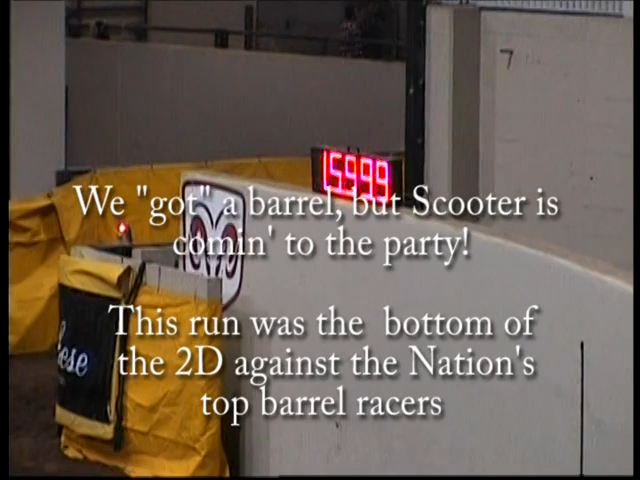 7
15.999
We "got" a barrel, but Scooter is
comin' to the party!
This run was the bottom of
the 2D against the Nation's
top barrel racers